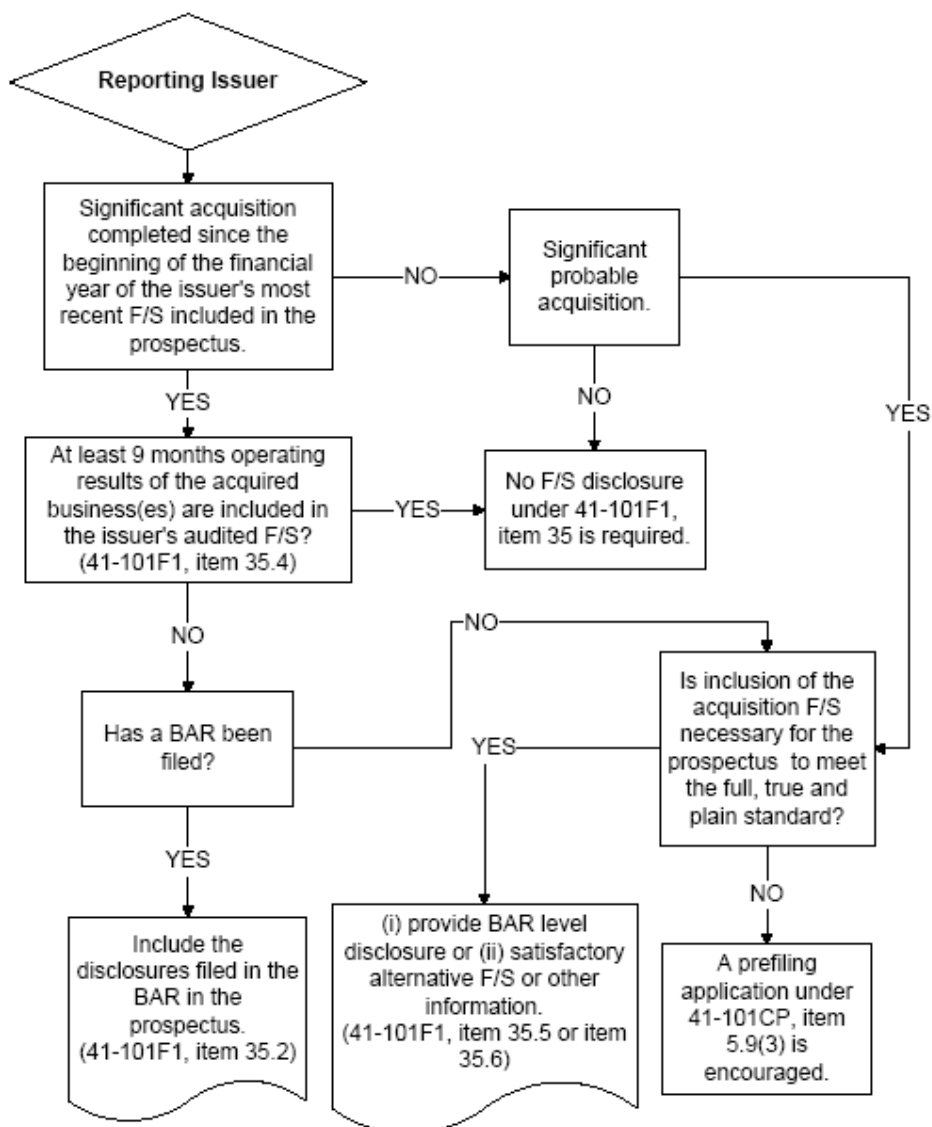 Reporting Issuer
Significant acquisition
completed since the
beginning of the financial
year of the issuer's most
recent F/S included in the
prospectus.
NO
Significant
probable
acquisition.
YES
NO
YES
At least 9 months operating
results of the acquired
business(es) are included in
the issuer's audited F/S?
(41-101F1, item 35.4)
YES
No F/S disclosure
under 41-101F1,
item 35 is required.
NO
NO
Has a BAR been
filed?
YES
Is inclusion of the
acquisition F/S
necessary for the
prospectus to meet
the full, true and
plain standard?
YES
NO
Include the
disclosures filed in the
BAR in the
prospectus.
(41-101F1, item 35.2)
(i) provide BAR level
disclosure or (ii) satisfactory
alternative F/S or other
information.
(41-101F1, item 35.5 or item
35.6)
A prefiling
application under
41-101CP, item
5.9(3) is
encouraged.